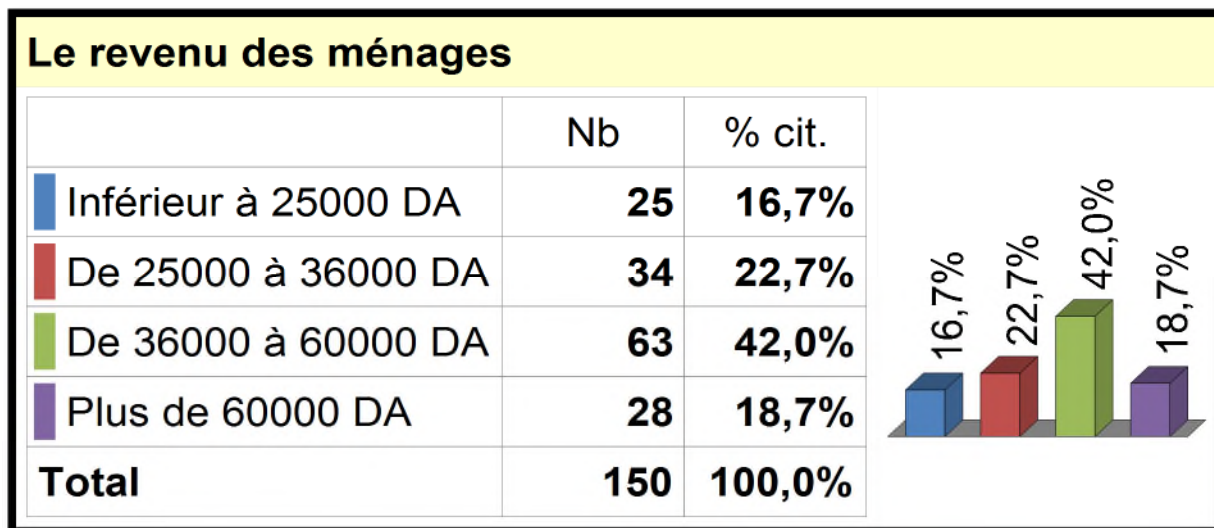 Le revenu des ménages
Nb % cit.
Inférieur à 25000 DA 25 16,7%
De 25000 à 36000 DA 34 22,7%
De 36000 à 60000 DA 63 42,0%
Plus de 60000 DA 28 18,7%
Total 150 100,0%
16,7%
22,7%
42,0%
18,7%